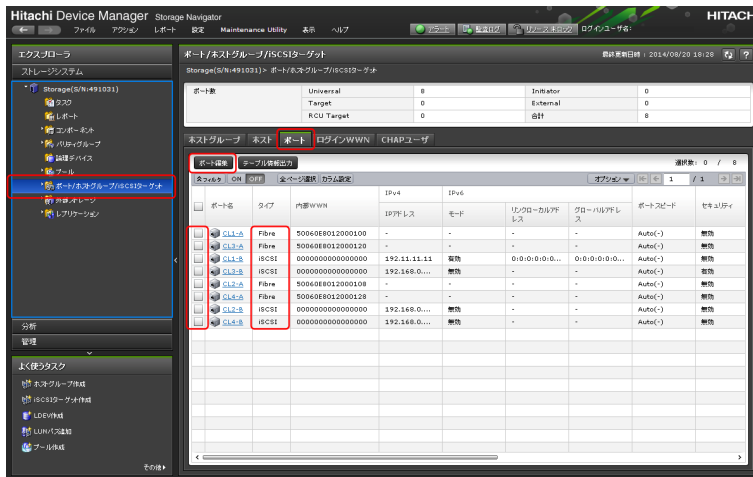 Hitachi Device Manager Storage Navigator
HITACHI
ファイル アクション レポート 設定 Maintenance Utility 表示 ヘルプ アラート 監査ログ リソース未ロック ログインユーザ名:
エクスプローラ
ストレージシステム
Storage(S/N:491031)
タスク
レポート
コンポーネント
パリティグループ
論理デバイス
プール
ポート/ホストグループ/iSCSIターゲット
外部ストレージ
レプリケーション
分析
管理
よく使うタスク
ホストグループ作成
iSCSIターゲット作成
LDEV作成
LUNパス追加
プール作成
その他
ポート/ホストグループ/iSCSIターゲット
最終更新日時 : 2014/08/20 18:28
Storage(S/N:491031)> ポート/ホストグループ/iSCSIターゲット
ポート数 Universal 8 Initiator 0
Target 0 External 0
RCU Target 0 合計 8
ホストグループ ホスト ポート ログインWWN CHAPユーザ
ポート編集 テーブル情報出力 選択数: 0 / 8
フィルタ ON OFF 全ページ選択 カラム設定 オプション 1 / 1
IPv4 IPv6
ポート名 タイプ 内部WWN IPアドレス モード リンクローカルアドレス グローバルアドレス ポートスピード セキュリティ
CL1-A Fibre 50060E8012000100 - - - - Auto(-) 無効
CL3-A Fibre 50060E8012000120 - - - - Auto(-) 無効
CL1-B iSCSI 0000000000000000 192.11.11.11 有効 0:0:0:0:0:0... 0:0:0:0:0:0... Auto(-) 無効
CL3-B iSCSI 0000000000000000 192.168.0.... 無効 - - Auto(-) 有効
CL2-A Fibre 50060E8012000108 - - - - Auto(-) 無効
CL4-A Fibre 50060E8012000128 - - - - Auto(-) 無効
CL2-B iSCSI 0000000000000000 192.168.0.... 無効 - - Auto(-) 無効
CL4-B iSCSI 0000000000000000 192.168.0.... 無効 - - Auto(-) 無効